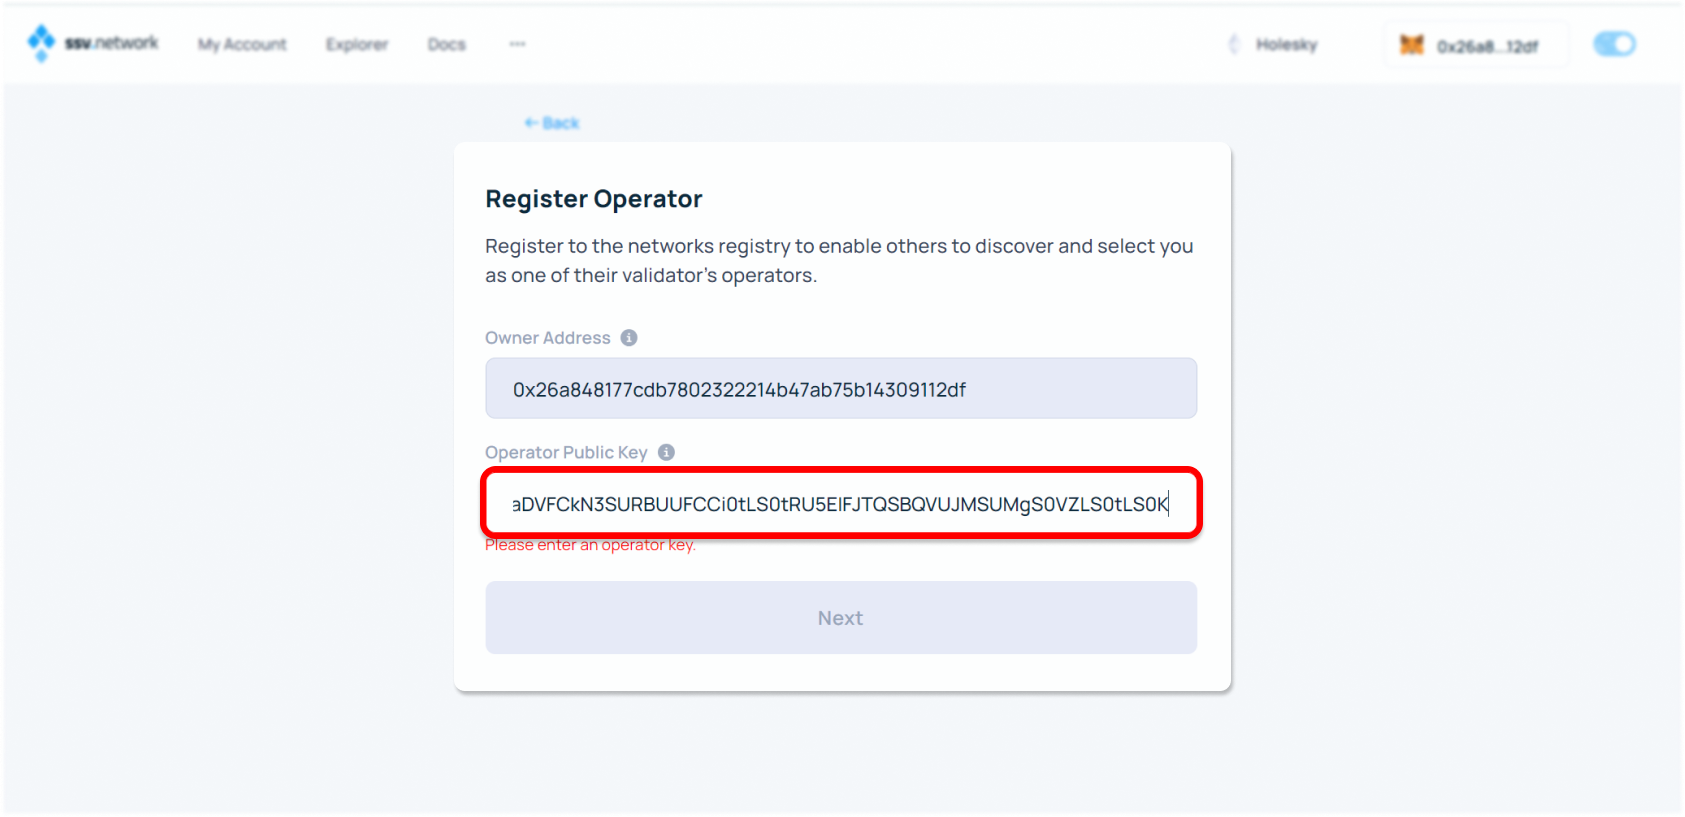 ssv.network
My Account
Explorer
Docs
Holesky
0x26a8...12df
← Back
Register Operator
Register to the networks registry to enable others to discover and select you
as one of their validator's operators.
Owner Address
0x26a848177cdb7802322214b47ab75b14309112df
Operator Public Key
aDVFCkN3SURBUUFCCi0tLS0tRU5EIFJTQSBQVUJMSUMgS0VZLS0tLS0K
Please enter an operator key.
Next